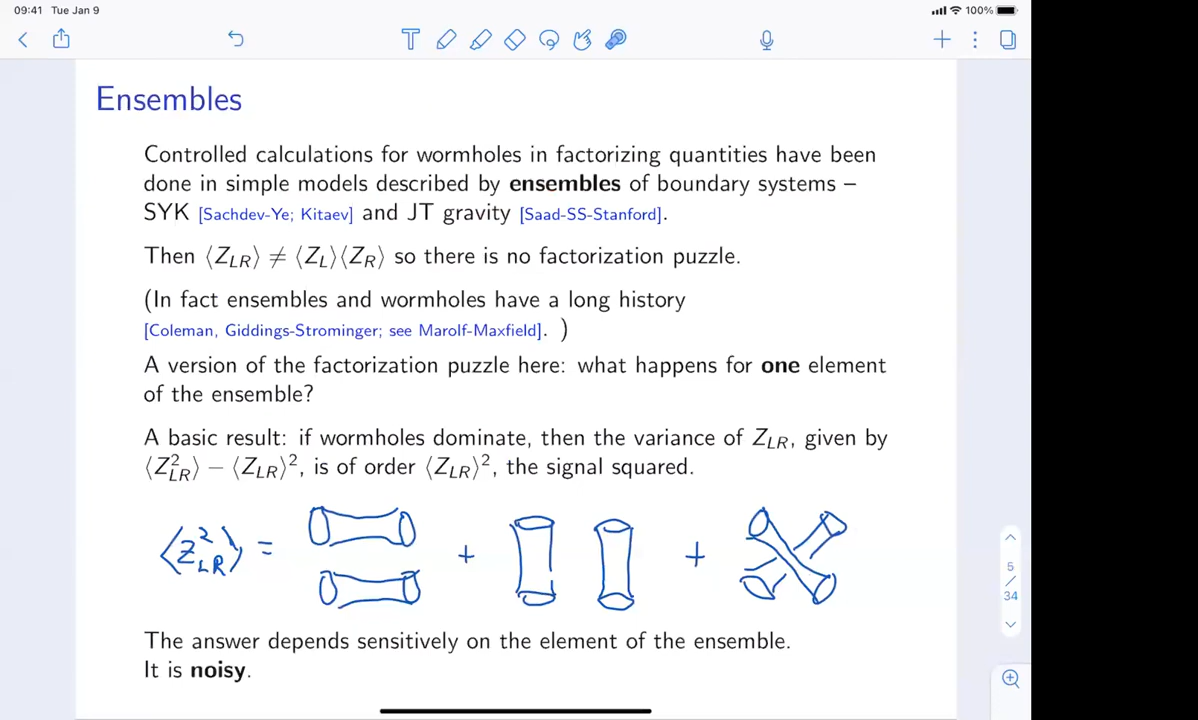 09:41 Tue Jan 9
100%
Ensembles
Controlled calculations for wormholes in factorizing quantities have been
done in simple models described by ensembles of boundary systems –
SYK [Sachdev-Ye; Kitaev] and JT gravity [Saad-SS-Stanford].
Then ⟨Z_LR⟩ ≠ ⟨Z_L⟩⟨Z_R⟩ so there is no factorization puzzle.
(In fact ensembles and wormholes have a long history
[Coleman, Giddings-Strominger; see Marolf-Maxfield]. )
A version of the factorization puzzle here: what happens for one element
of the ensemble?
A basic result: if wormholes dominate, then the variance of Z_LR, given by
⟨Z²_LR⟩ − ⟨Z_LR⟩², is of order ⟨Z_LR⟩², the signal squared.
⟨Z²_LR⟩ = + +
The answer depends sensitively on the element of the ensemble.
It is noisy.
5
/
34